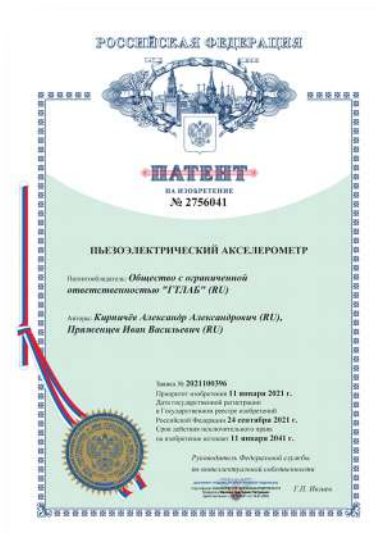 РОССИЙСКАЯ ФЕДЕРАЦИЯ
ПАТЕНТ
НА ИЗОБРЕТЕНИЕ
№ 2756041
ПЬЕЗОЭЛЕКТРИЧЕСКИЙ АКСЕЛЕРОМЕТР
Патентообладатель: Общество с ограниченной
ответственностью "ГТЛАБ" (RU)
Авторы: Кирпичёв Александр Александрович (RU),
Пряженцев Иван Васильевич (RU)
Заявка № 2021100396
Приоритет изобретения 11 января 2021 г.
Дата государственной регистрации
в Государственном реестре изобретений
Российской Федерации 24 сентября 2021 г.
Срок действия исключительного права
на изобретение истекает 11 января 2041 г.
Руководитель Федеральной службы
по интеллектуальной собственности
Г.П. Ивлиев